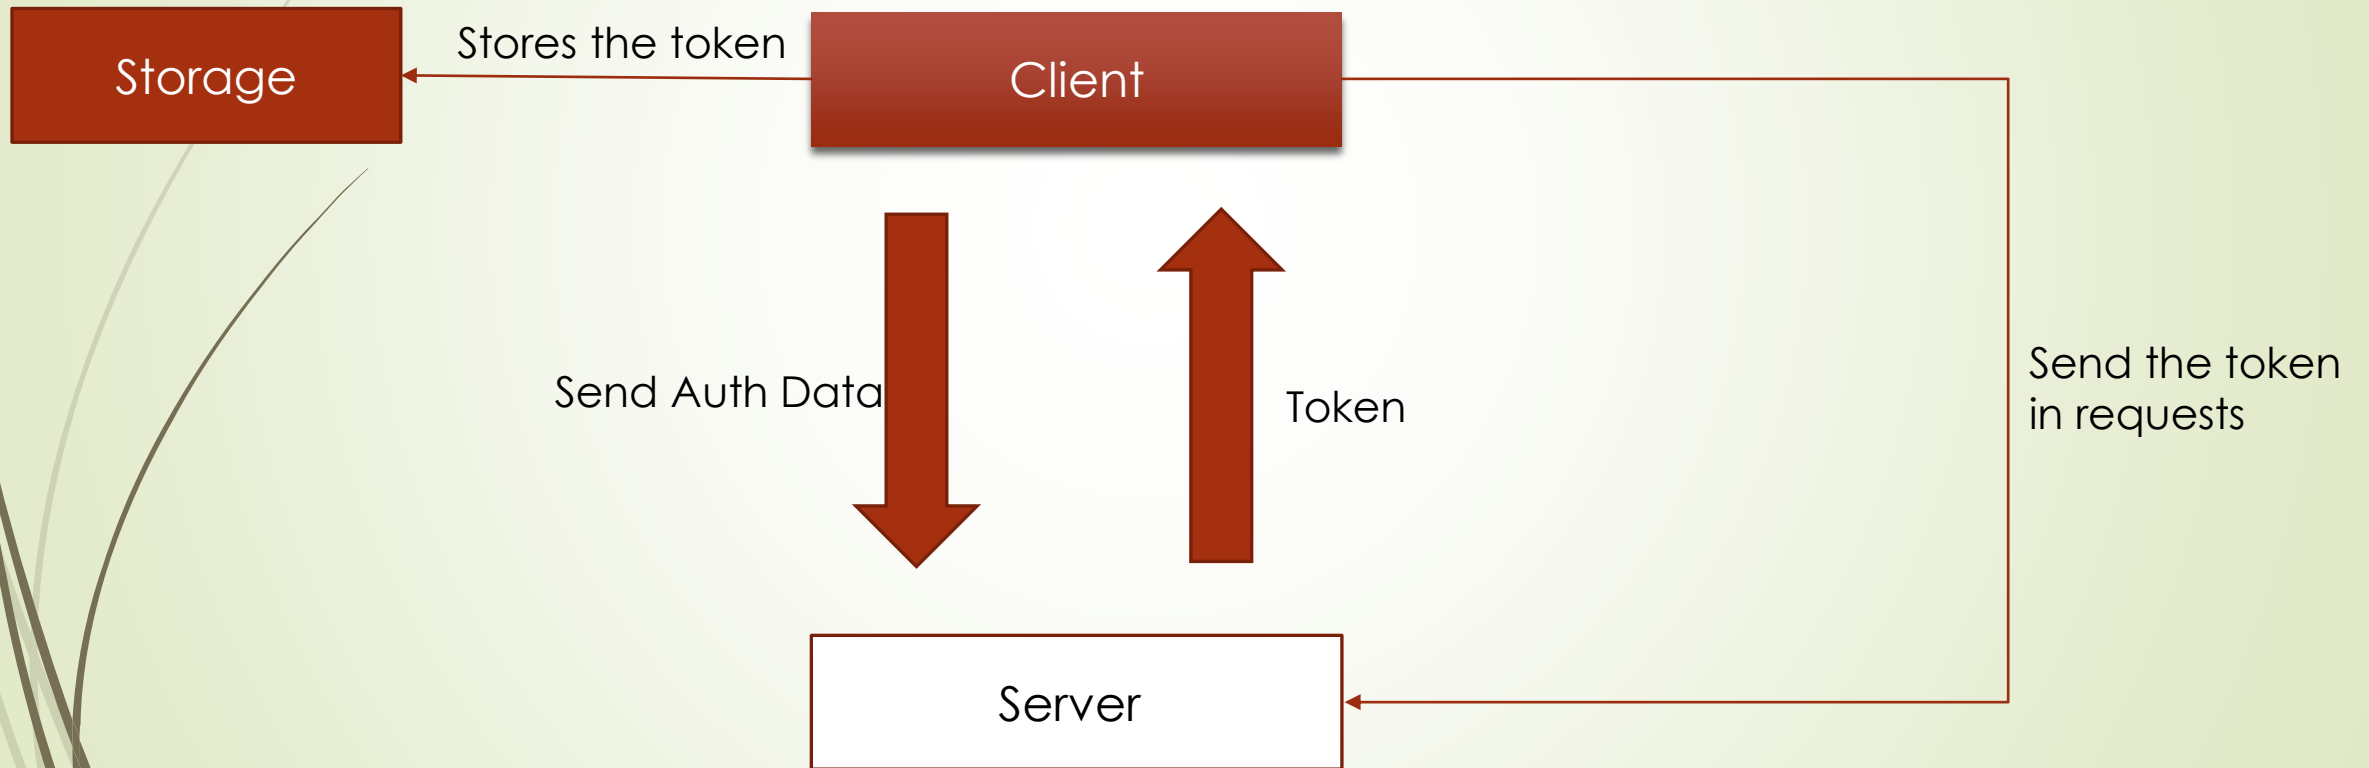 Storage
Stores the token
Client
Send Auth Data
Token
Send the token
in requests
Server